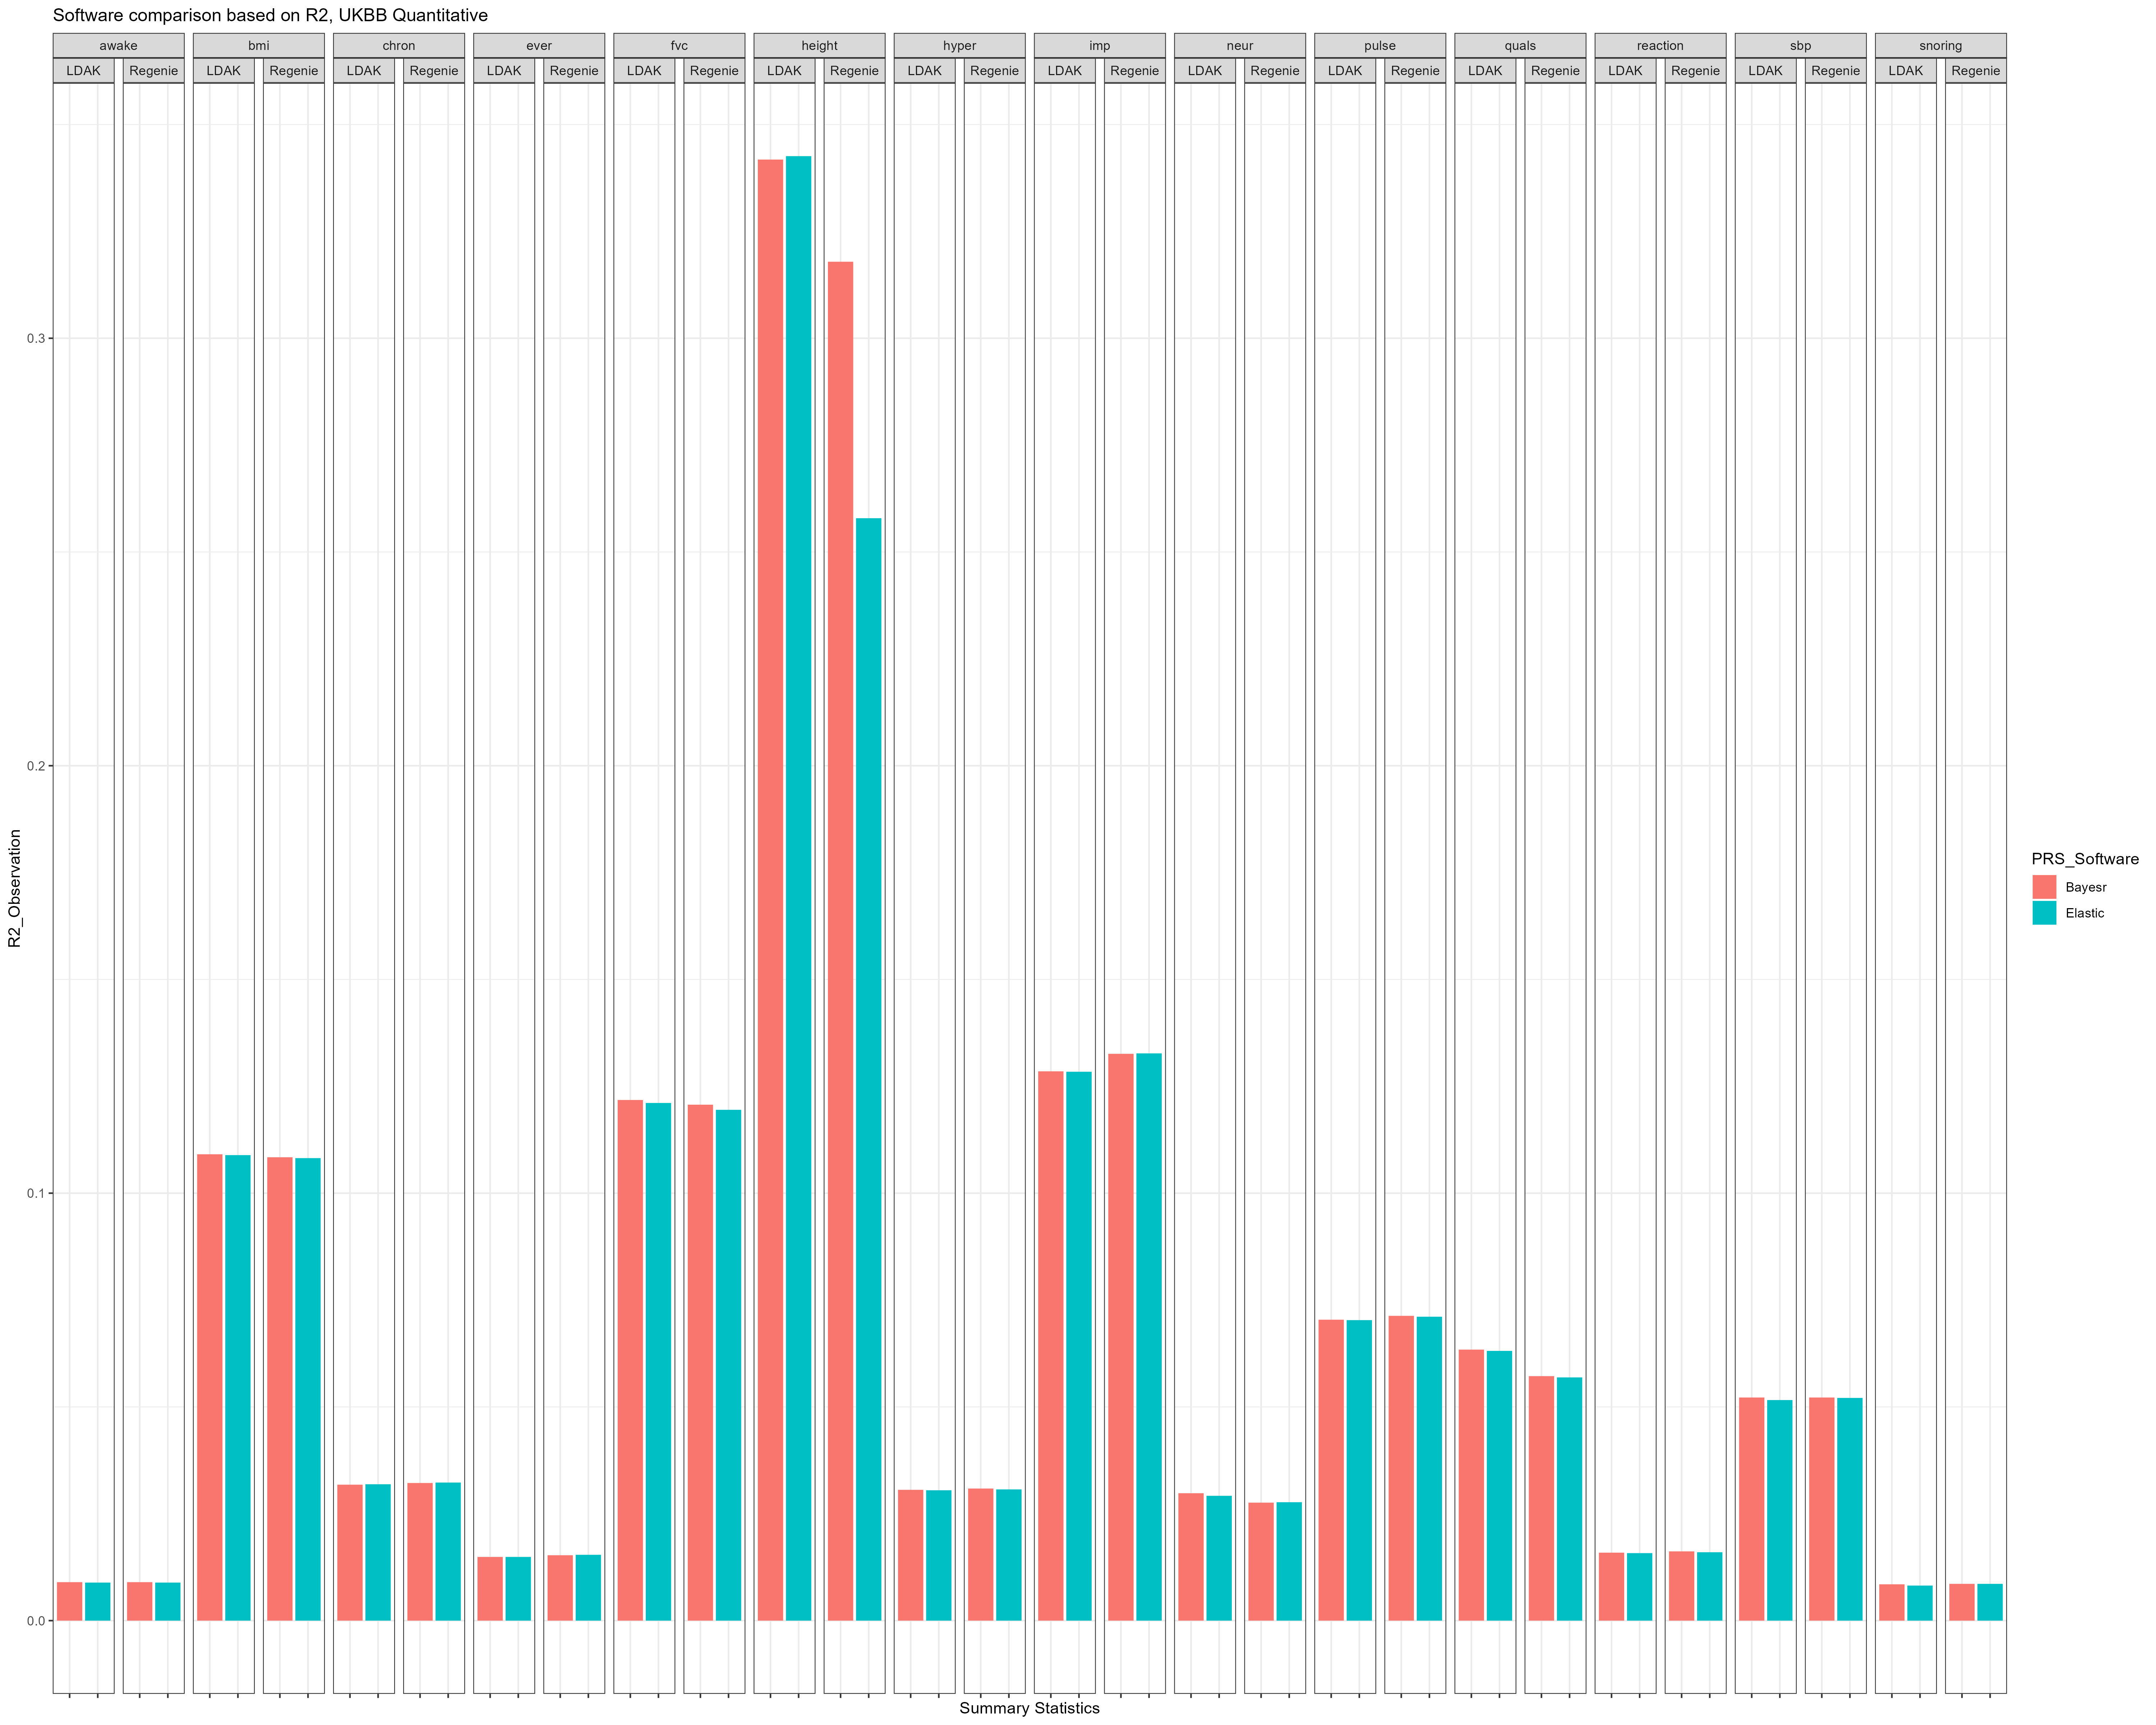 Software comparison based on R2, UKBB Quantitative
awake bmi chron ever fvc height hyper imp neur pulse quals reaction sbp snoring
LDAK Regenie LDAK Regenie LDAK Regenie LDAK Regenie LDAK Regenie LDAK Regenie LDAK Regenie LDAK Regenie LDAK Regenie LDAK Regenie LDAK Regenie LDAK Regenie LDAK Regenie LDAK Regenie
0.3
0.2
0.1
0.0
R2_Observation
Summary Statistics
PRS_Software
Bayesr
Elastic